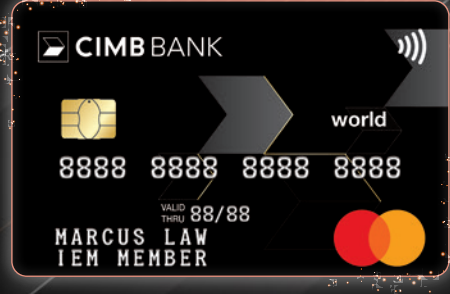 CIMB BANK
world
8888 8888 8888 8888
VALID THRU 88/88
MARCUS LAW
IEM MEMBER